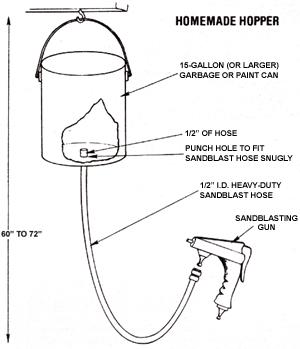 HOMEMADE HOPPER
15-GALLON (OR LARGER)
GARBAGE OR PAINT CAN
1/2" OF HOSE
PUNCH HOLE TO FIT
SANDBLAST HOSE SNUGLY
1/2" I.D. HEAVY-DUTY
SANDBLAST HOSE
SANDBLASTING
GUN
60" TO 72"